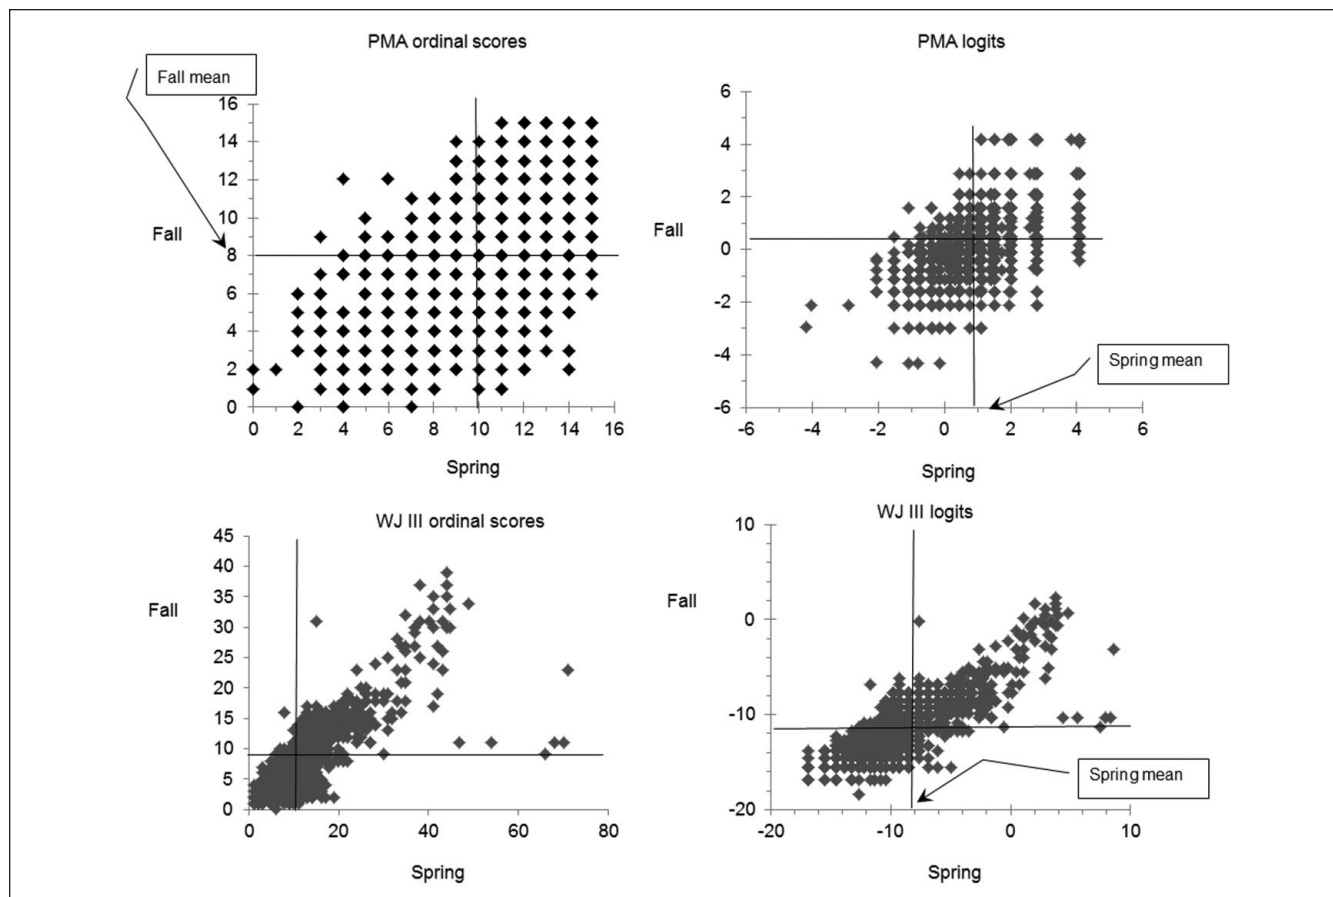 PMA ordinal scores
Fall mean
16
14
12
10
8
6
4
2
0
Fall
0 2 4 6 8 10 12 14 16
Spring
PMA logits
6
4
2
0
-2
-4
-6
Fall
Spring mean
-6 -4 -2 0 2 4 6
Spring
WJ III ordinal scores
45
40
35
30
25
20
15
10
5
0
Fall
0 20 40 60 80
Spring
WJ III logits
10
0
-10
-20
Fall
Spring mean
-20 -10 0 10
Spring